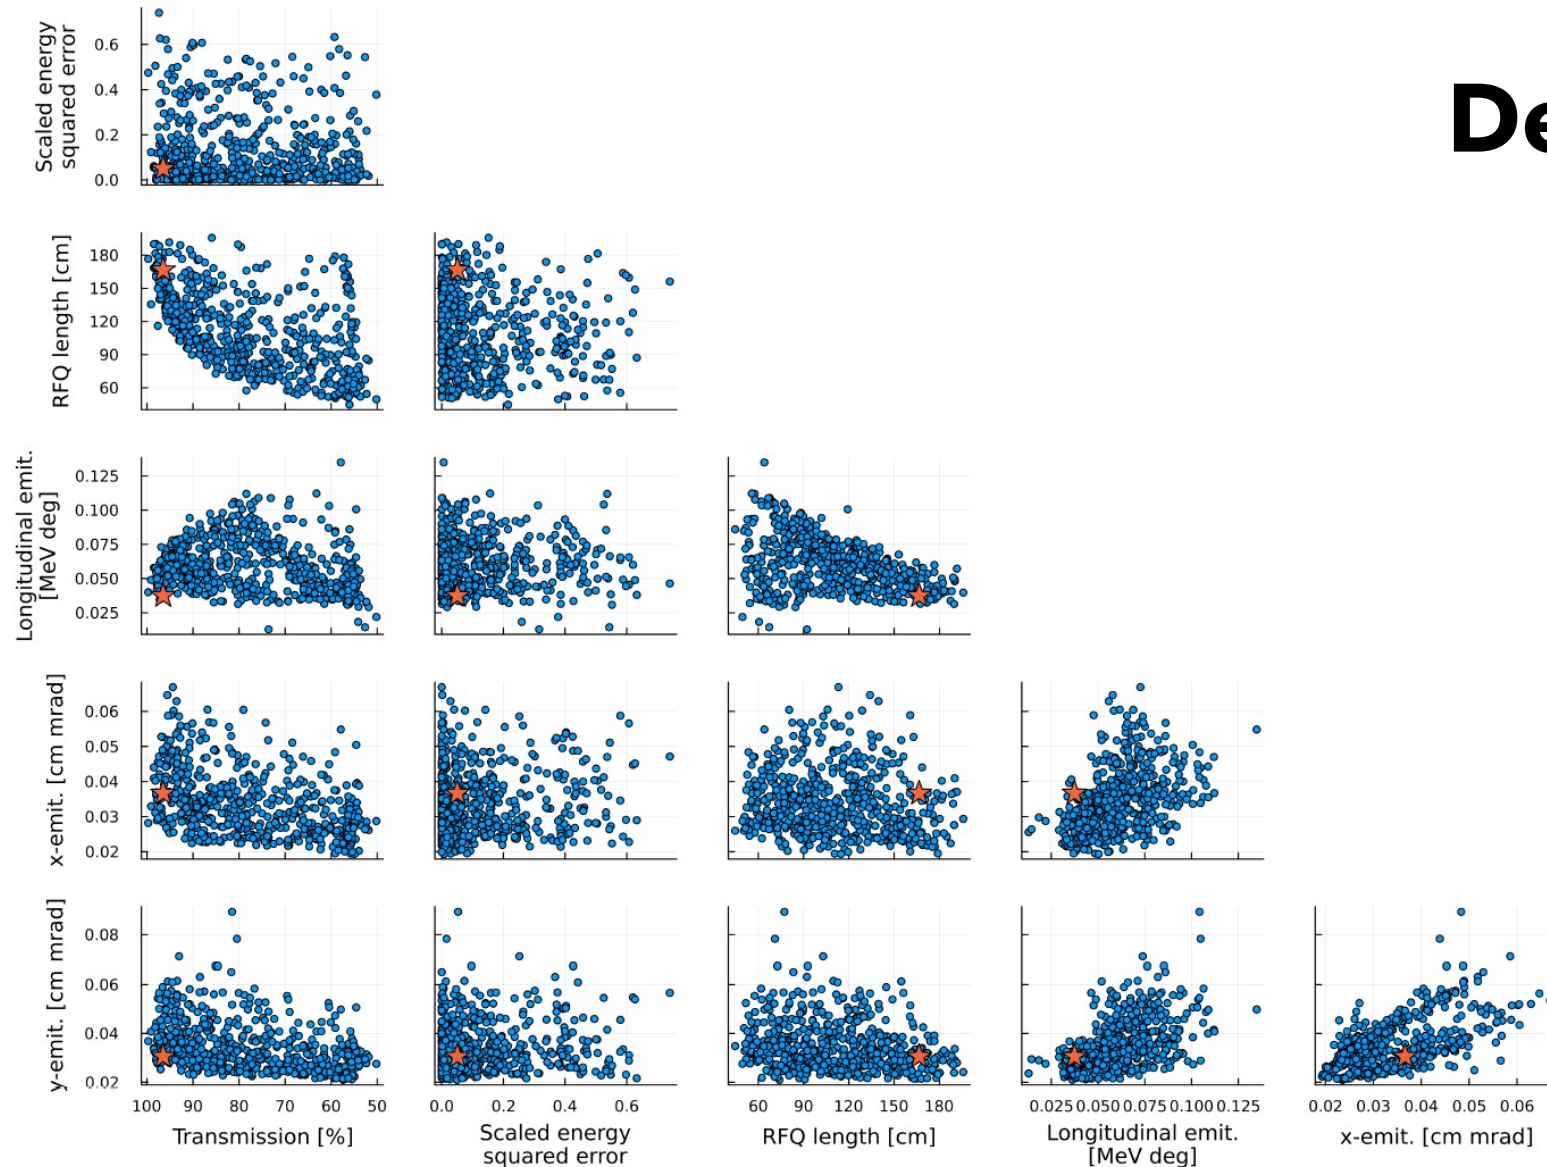 De
Scaled energy
squared error
0.6
0.4
0.2
0.0
RFQ length [cm]
180
150
120
90
60
Longitudinal emit.
[MeV deg]
0.125
0.100
0.075
0.050
0.025
x-emit. [cm mrad]
0.06
0.05
0.04
0.03
0.02
y-emit. [cm mrad]
0.08
0.06
0.04
0.02
100 90 80 70 60 50
0.0 0.2 0.4 0.6
60 90 120 150 180
0.025 0.050 0.075 0.100 0.125
0.02 0.03 0.04 0.05 0.06
Transmission [%]
Scaled energy
squared error
RFQ length [cm]
Longitudinal emit.
[MeV deg]
x-emit. [cm mrad]